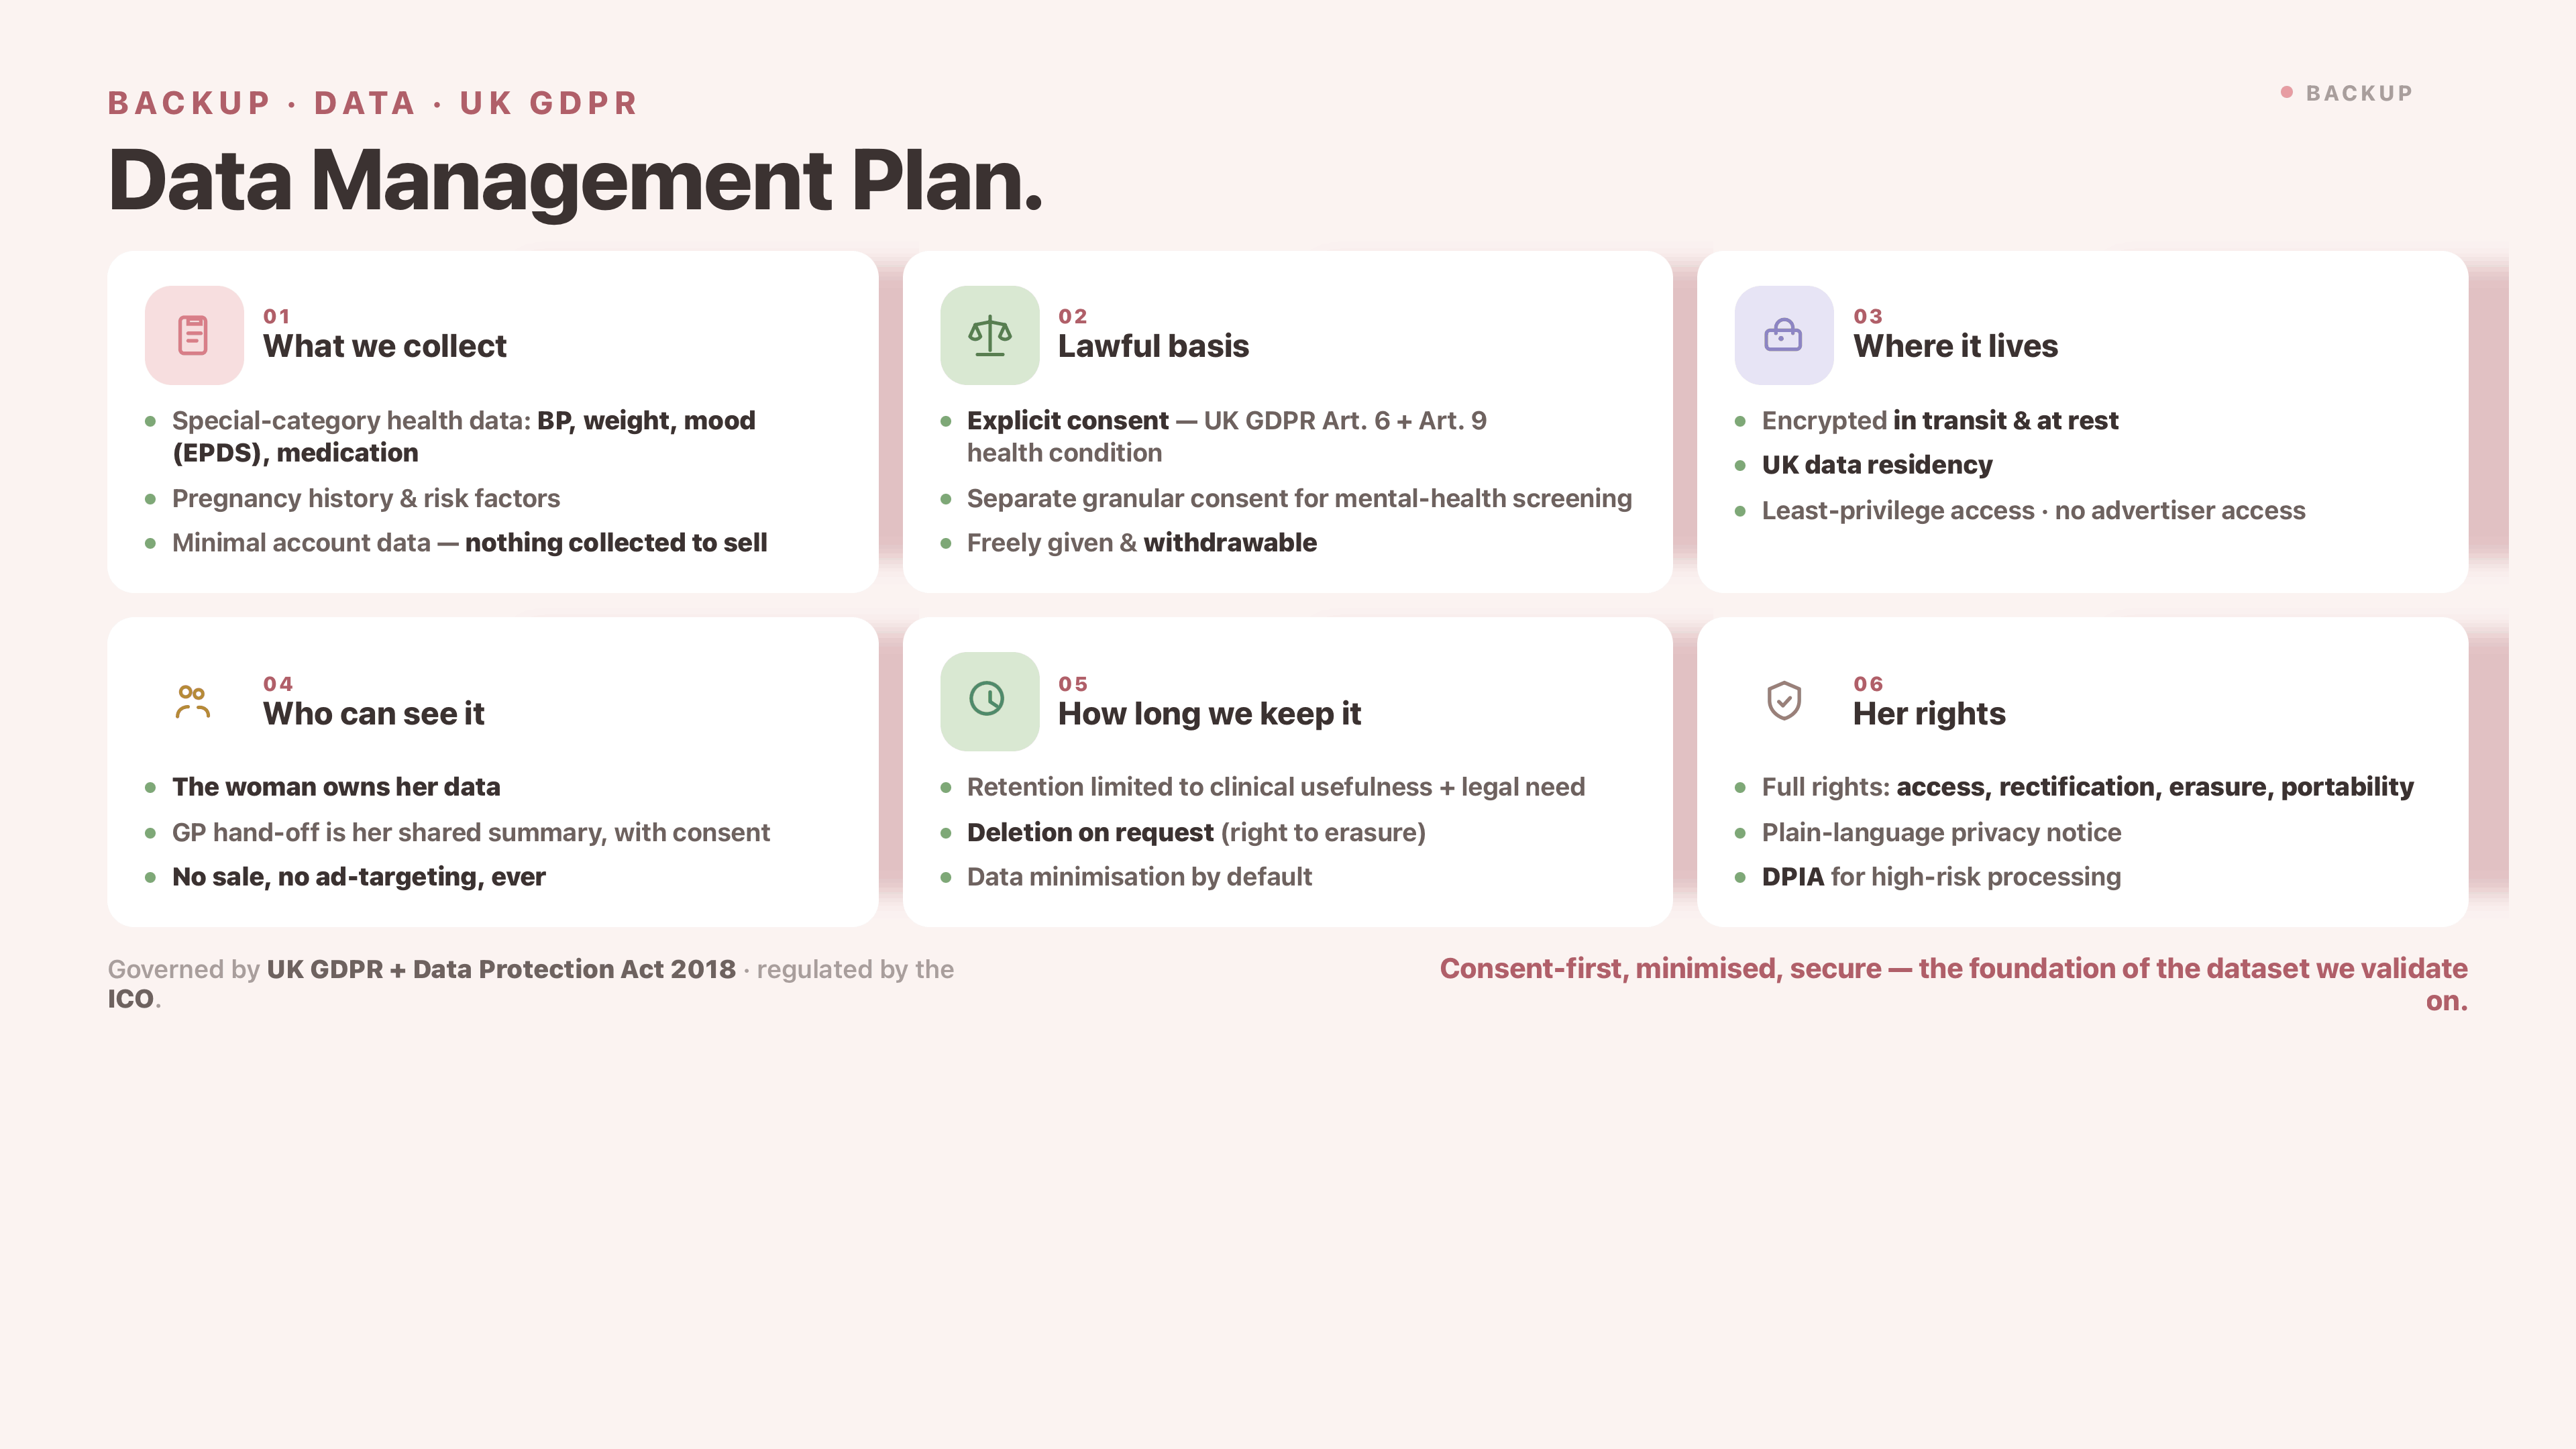 BACKUP · DATA · UK GDPR
BACKUP
Data Management Plan.
01
What we collect
Special-category health data: BP, weight, mood
(EPDS), medication
Pregnancy history & risk factors
Minimal account data — nothing collected to sell
02
Lawful basis
Explicit consent — UK GDPR Art. 6 + Art. 9
health condition
Separate granular consent for mental-health screening
Freely given & withdrawable
03
Where it lives
Encrypted in transit & at rest
UK data residency
Least-privilege access · no advertiser access
04
Who can see it
The woman owns her data
GP hand-off is her shared summary, with consent
No sale, no ad-targeting, ever
05
How long we keep it
Retention limited to clinical usefulness + legal need
Deletion on request (right to erasure)
Data minimisation by default
06
Her rights
Full rights: access, rectification, erasure, portability
Plain-language privacy notice
DPIA for high-risk processing
Governed by UK GDPR + Data Protection Act 2018 · regulated by the
ICO.
Consent-first, minimised, secure — the foundation of the dataset we validate
on.